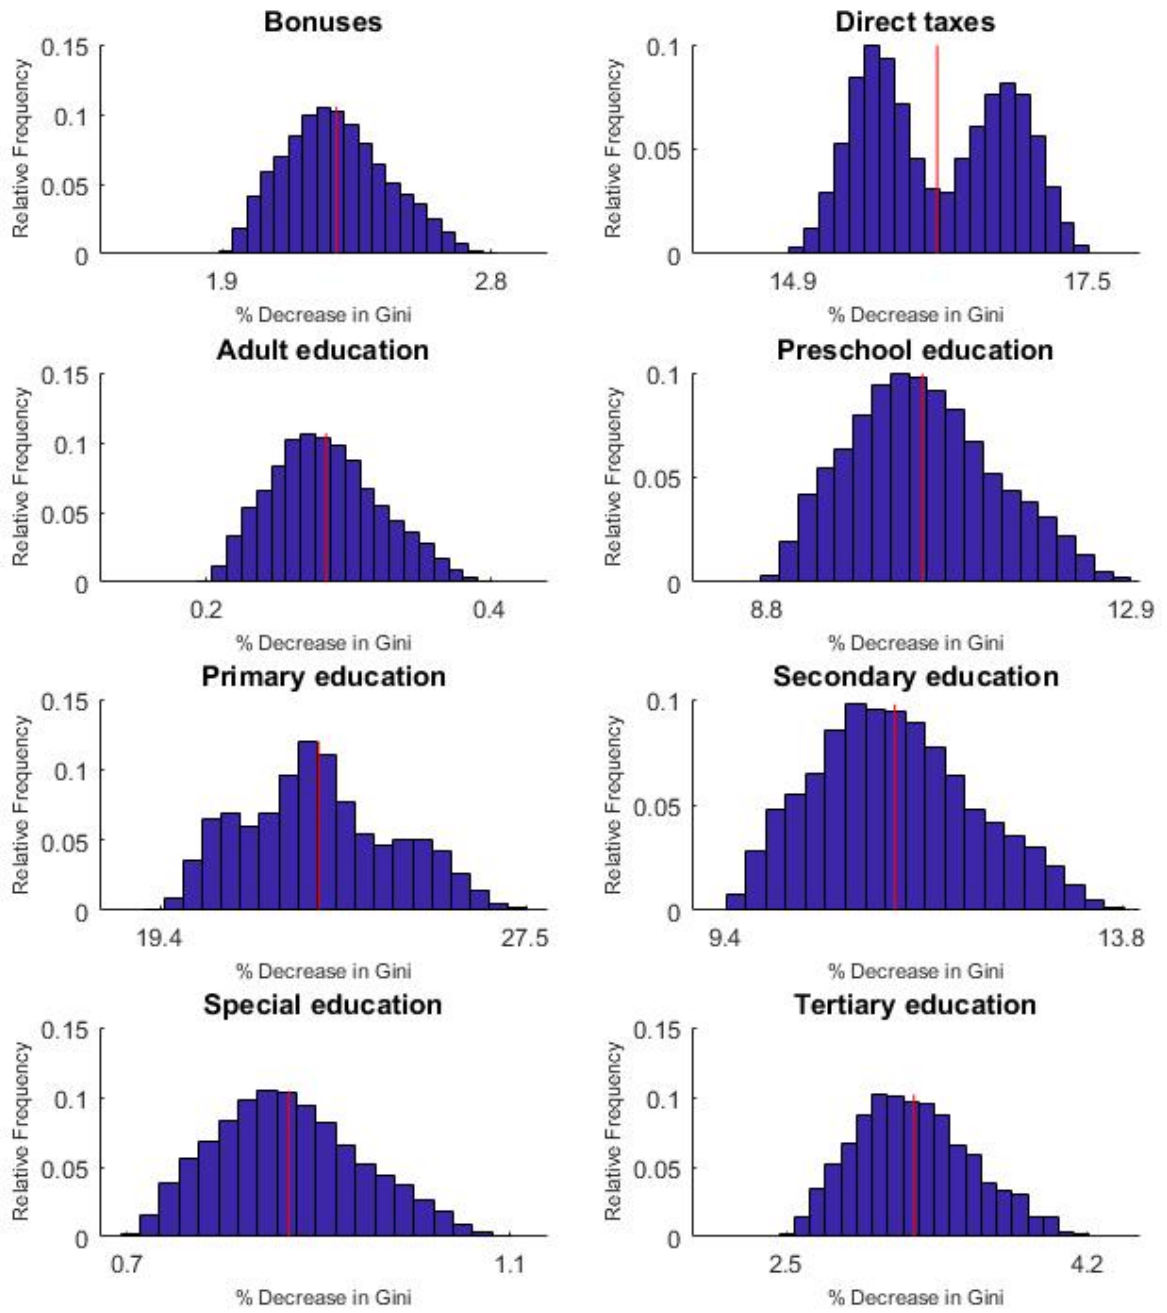 Bonuses
0.15
0.1
0.05
0
Relative Frequency
1.9 2.8
% Decrease in Gini
Direct taxes
0.1
0.05
0
Relative Frequency
14.9 17.5
% Decrease in Gini
Adult education
0.15
0.1
0.05
0
Relative Frequency
0.2 0.4
% Decrease in Gini
Preschool education
0.1
0.05
0
Relative Frequency
8.8 12.9
% Decrease in Gini
Primary education
0.15
0.1
0.05
0
Relative Frequency
19.4 27.5
% Decrease in Gini
Secondary education
0.1
0.05
0
Relative Frequency
9.4 13.8
% Decrease in Gini
Special education
0.15
0.1
0.05
0
Relative Frequency
0.7 1.1
% Decrease in Gini
Tertiary education
0.15
0.1
0.05
0
Relative Frequency
2.5 4.2
% Decrease in Gini